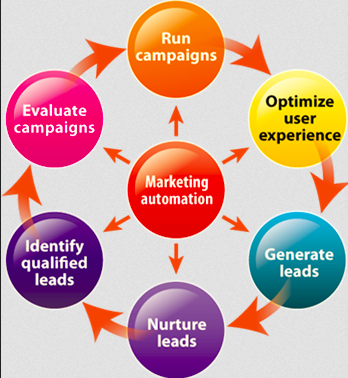 Run
campaigns
Optimize
user
experience
Generate
leads
Nurture
leads
Identify
qualified
leads
Evaluate
campaigns
Marketing
automation